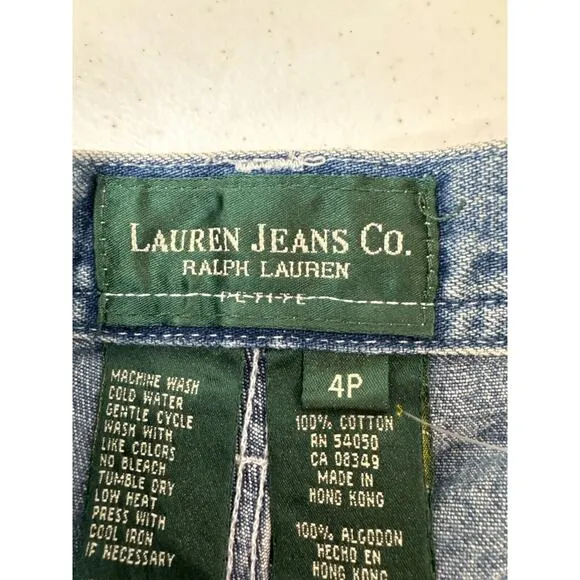 LAUREN JEANS CO.
RALPH LAUREN
PETITE
MACHINE WASH
COLD WATER
GENTLE CYCLE
WASH WITH
LIKE COLORS
NO BLEACH
TUMBLE DRY
LOW HEAT
PRESS WITH
COOL IRON
IF NECESSARY
4P
100% COTTON
RN 54050
CA 08349
MADE IN
HONG KONG
100% ALGODON
HECHO EN
HONG KONG